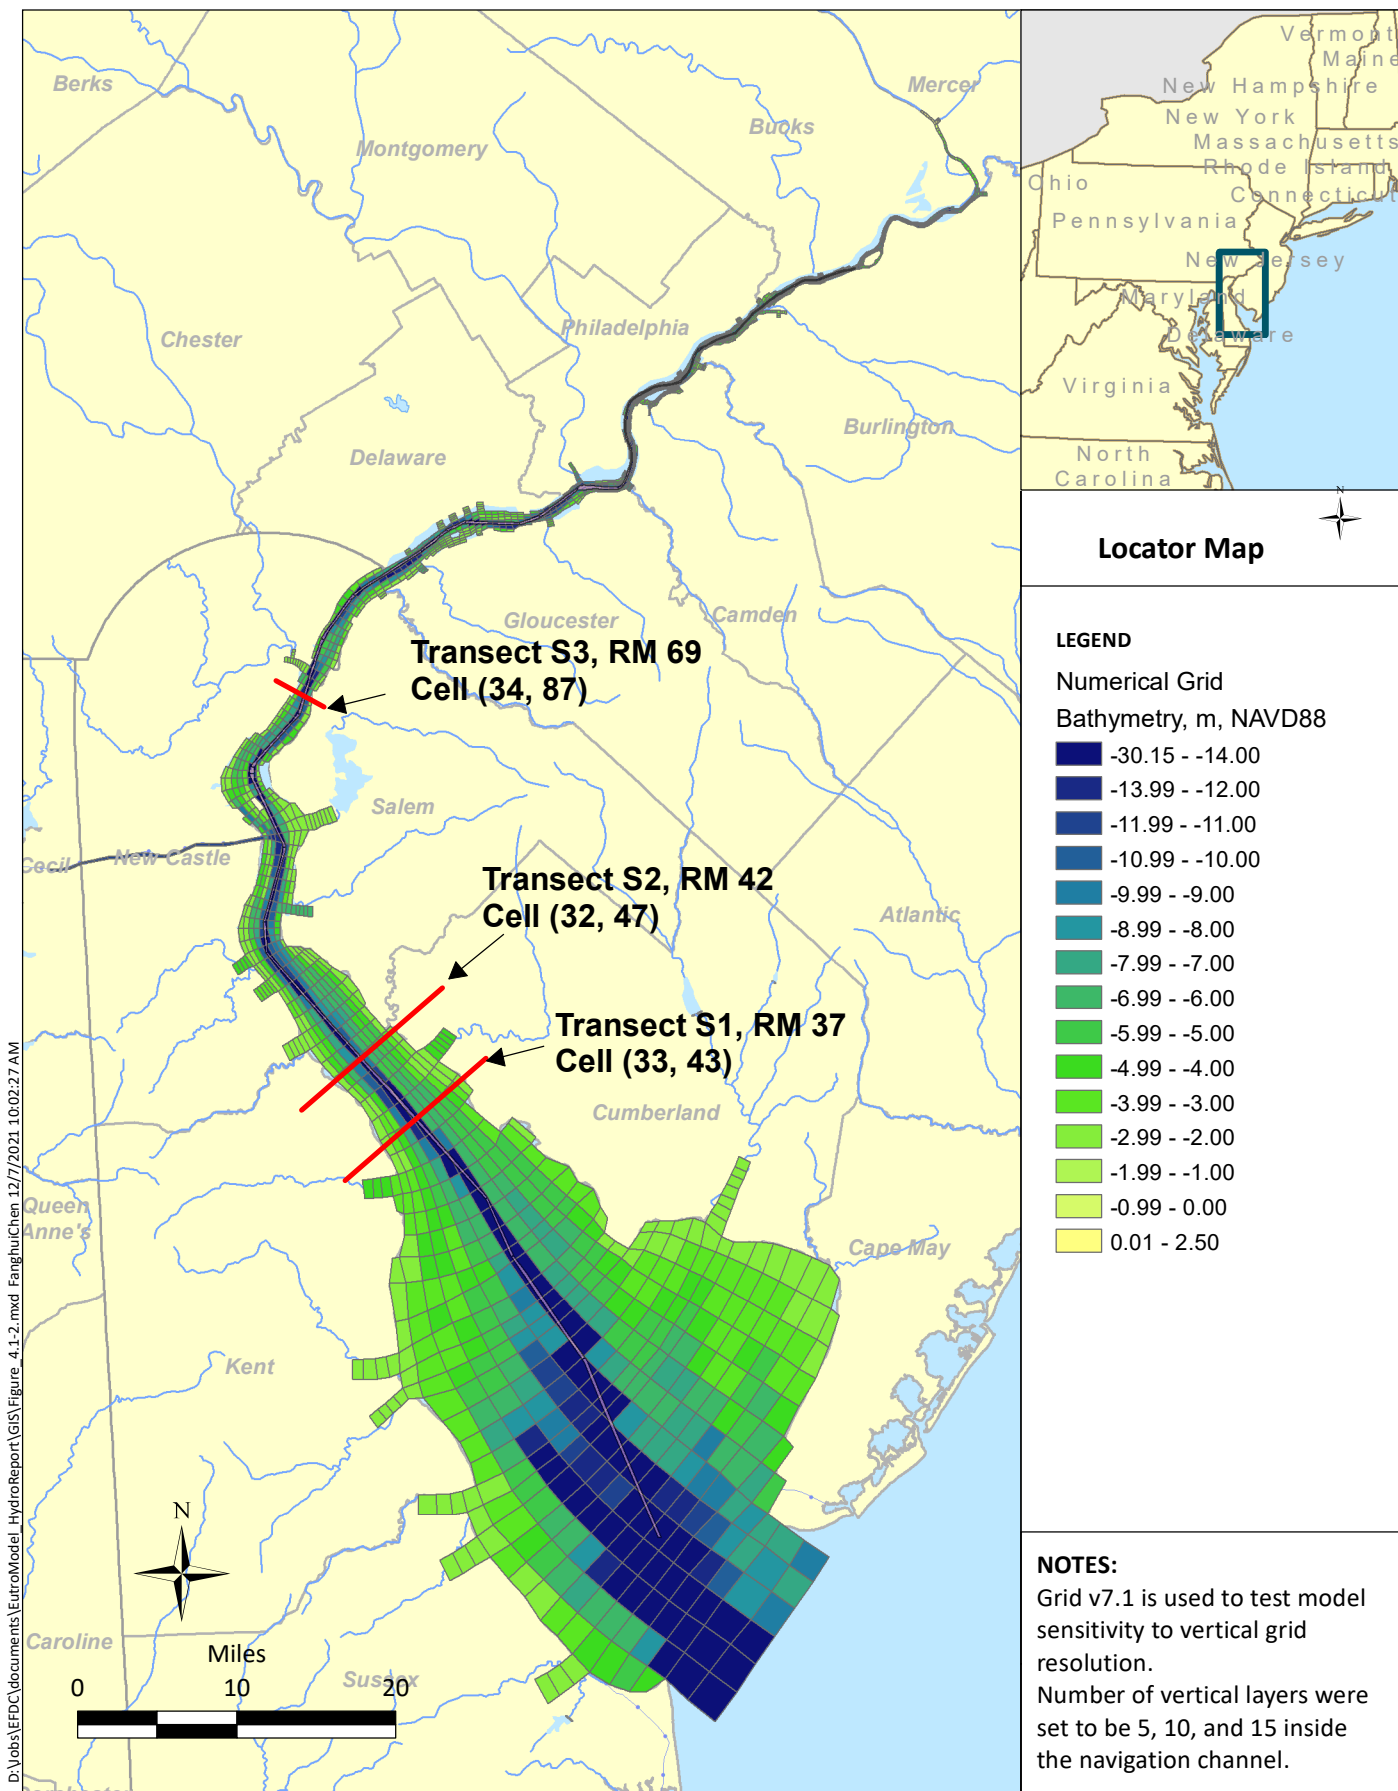 Berks
Mercer
Bucks
Montgomery
Philadelphia
Chester
Burlington
Delaware
Gloucester
Camden
Transect S3, RM 69
Cell (34, 87)
Salem
Cecil
New Castle
Transect S2, RM 42
Cell (32, 47)
Atlantic
Transect S1, RM 37
Cell (33, 43)
Cumberland
Queen
Anne's
Cape May
Kent
N
Caroline
Sussex
Miles
0 10 20
D:\Jobs\EFDC\documents\EutroModel_HydroReport\GIS\Figure_4.1-2.mxd FanghuiChen 12/7/2021 10:02:27 AM
Vermont
Maine
New Hampshire
New York
Massachusetts
Rhode Island
Connecticut
Ohio
Pennsylvania
New Jersey
Maryland
Delaware
Virginia
North
Carolina
N
Locator Map
LEGEND
Numerical Grid
Bathymetry, m, NAVD88
-30.15 - -14.00
-13.99 - -12.00
-11.99 - -11.00
-10.99 - -10.00
-9.99 - -9.00
-8.99 - -8.00
-7.99 - -7.00
-6.99 - -6.00
-5.99 - -5.00
-4.99 - -4.00
-3.99 - -3.00
-2.99 - -2.00
-1.99 - -1.00
-0.99 - 0.00
0.01 - 2.50
NOTES:
Grid v7.1 is used to test model
sensitivity to vertical grid
resolution.
Number of vertical layers were
set to be 5, 10, and 15 inside
the navigation channel.